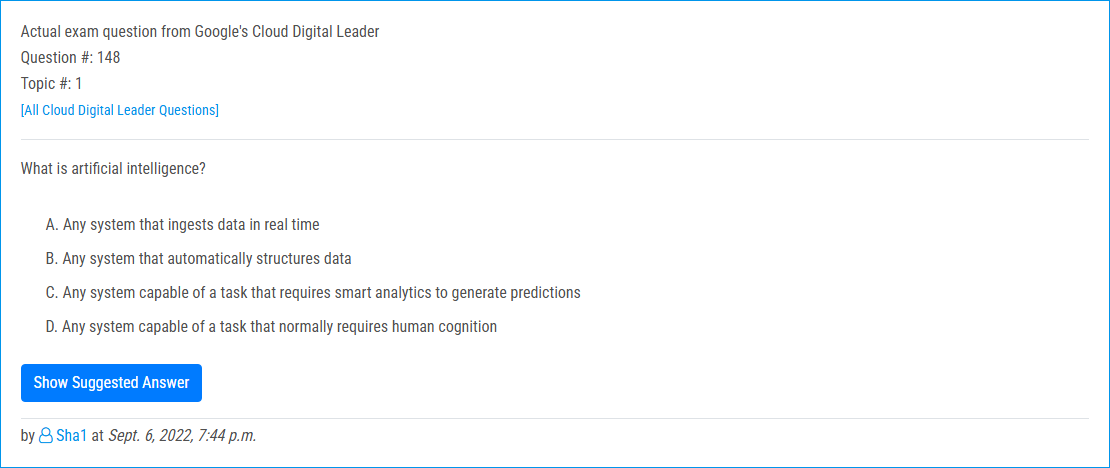 Actual exam question from Google's Cloud Digital Leader
Question #: 148
Topic #: 1
[All Cloud Digital Leader Questions]
What is artificial intelligence?
A. Any system that ingests data in real time
B. Any system that automatically structures data
C. Any system capable of a task that requires smart analytics to generate predictions
D. Any system capable of a task that normally requires human cognition
Show Suggested Answer
by Sha1 at Sept. 6, 2022, 7:44 p.m.